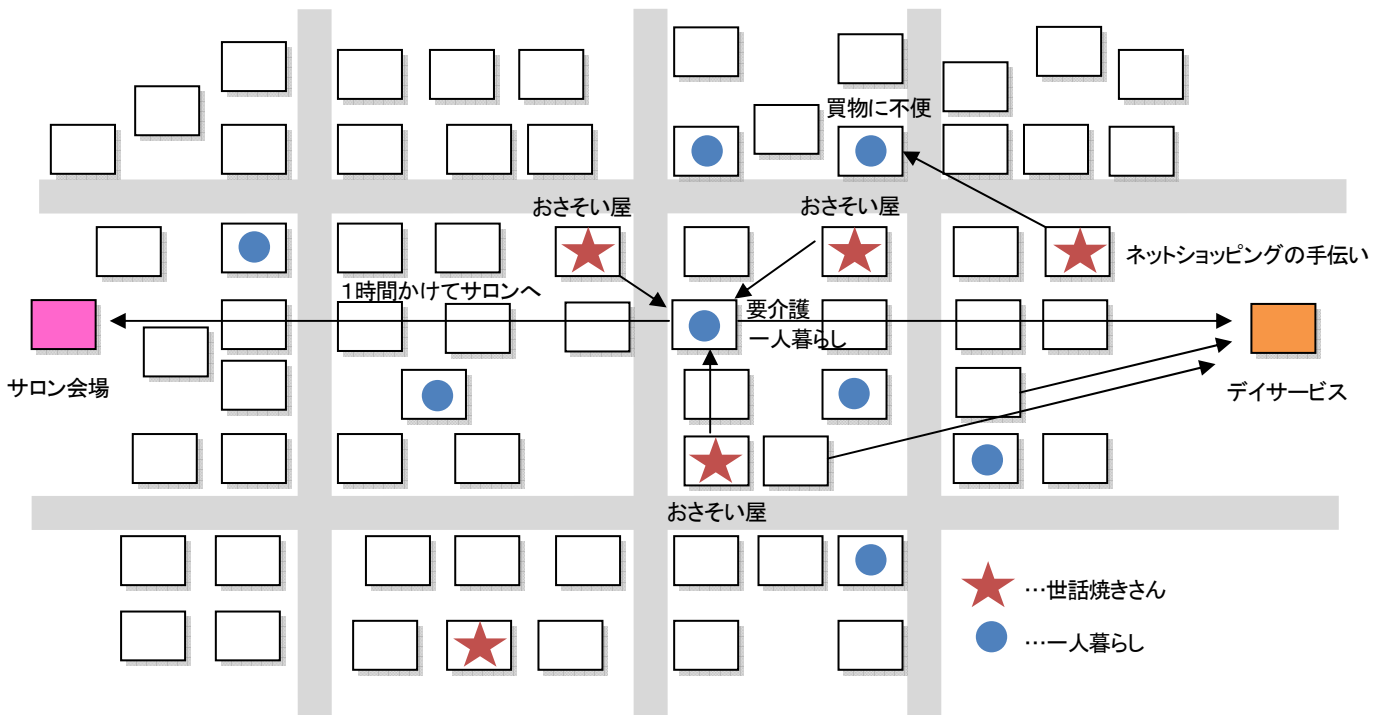 買物に不便
おさそい屋
おさそい屋
ネットショッピングの手伝い
1時間かけてサロンへ
要介護
一人暮らし
サロン会場
デイサービス
おさそい屋
…世話焼きさん
…一人暮らし